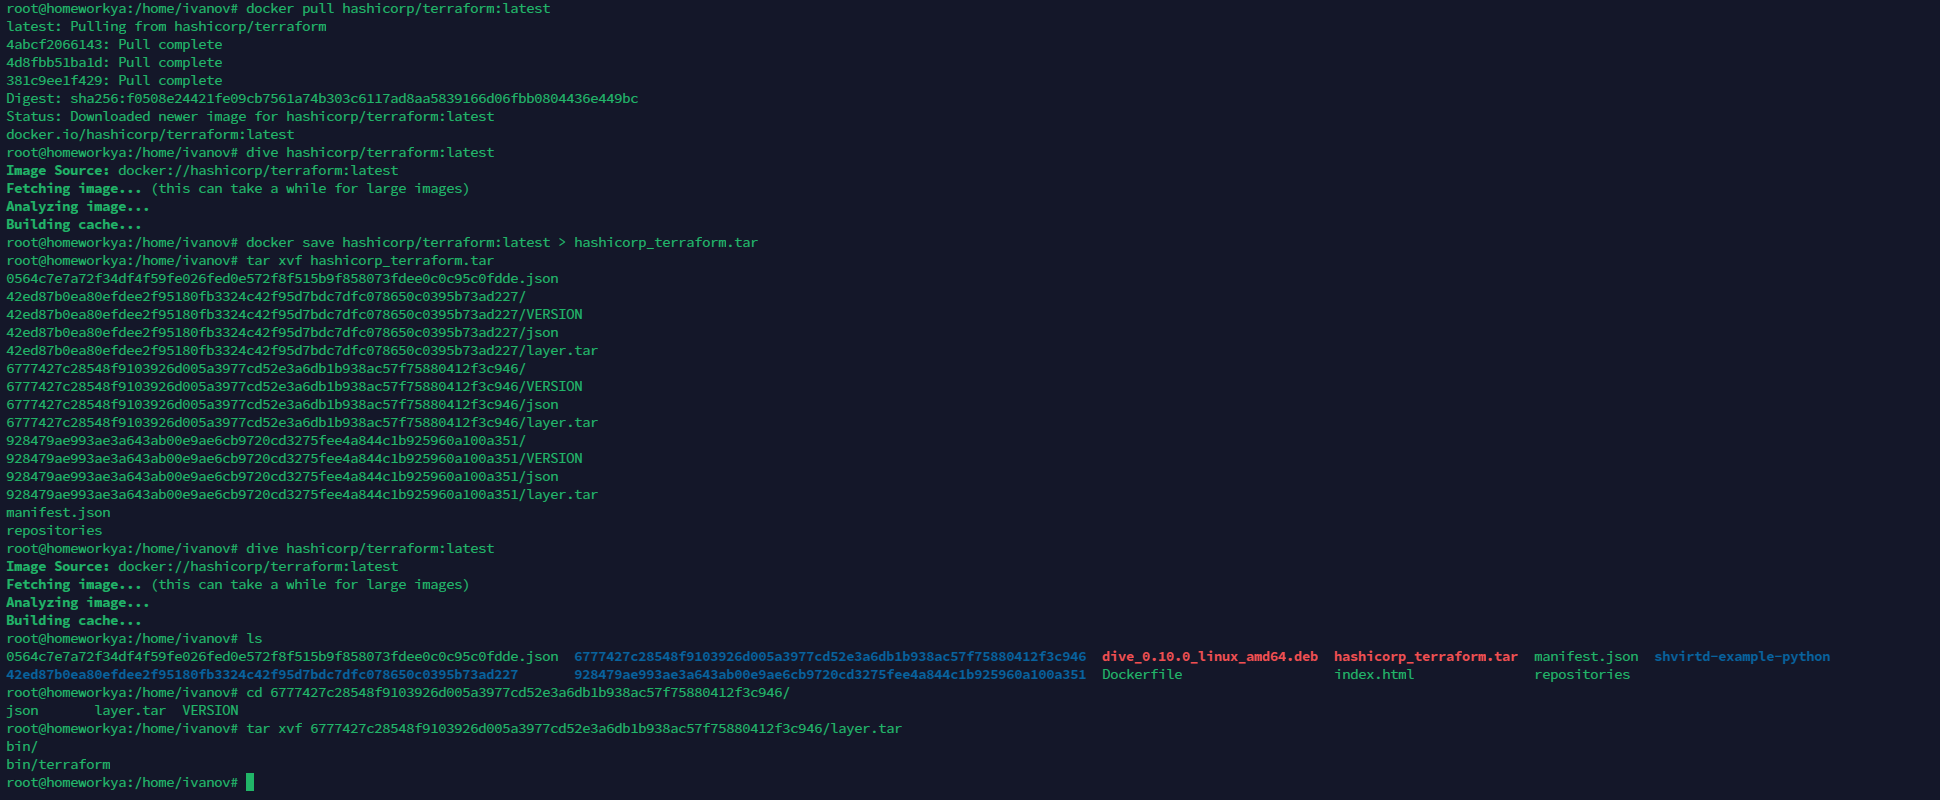 root@homeworkya:/home/ivanov# docker pull hashicorp/terraform:latest
latest: Pulling from hashicorp/terraform
4abcf2066143: Pull complete
4d8fbb51ba1d: Pull complete
381c9ee1f429: Pull complete
Digest: sha256:f0508e24421fe09cb7561a74b303c6117ad8aa5839166d06fbb0804436e449bc
Status: Downloaded newer image for hashicorp/terraform:latest
docker.io/hashicorp/terraform:latest
root@homeworkya:/home/ivanov# dive hashicorp/terraform:latest
Image Source: docker://hashicorp/terraform:latest
Fetching image... (this can take a while for large images)
Analyzing image...
Building cache...
root@homeworkya:/home/ivanov# docker save hashicorp/terraform:latest > hashicorp_terraform.tar
root@homeworkya:/home/ivanov# tar xvf hashicorp_terraform.tar
0564c7e7a72f34df4f59fe026fed0e572f8f515b9f858073fdee0c0c95c0fdde.json
42ed87b0ea80efdee2f95180fb3324c42f95d7bdc7dfc078650c0395b73ad227/
42ed87b0ea80efdee2f95180fb3324c42f95d7bdc7dfc078650c0395b73ad227/VERSION
42ed87b0ea80efdee2f95180fb3324c42f95d7bdc7dfc078650c0395b73ad227/json
42ed87b0ea80efdee2f95180fb3324c42f95d7bdc7dfc078650c0395b73ad227/layer.tar
6777427c28548f9103926d005a3977cd52e3a6db1b938ac57f75880412f3c946/
6777427c28548f9103926d005a3977cd52e3a6db1b938ac57f75880412f3c946/VERSION
6777427c28548f9103926d005a3977cd52e3a6db1b938ac57f75880412f3c946/json
6777427c28548f9103926d005a3977cd52e3a6db1b938ac57f75880412f3c946/layer.tar
928479ae993ae3a643ab00e9ae6cb9720cd3275fee4a844c1b925960a100a351/
928479ae993ae3a643ab00e9ae6cb9720cd3275fee4a844c1b925960a100a351/VERSION
928479ae993ae3a643ab00e9ae6cb9720cd3275fee4a844c1b925960a100a351/json
928479ae993ae3a643ab00e9ae6cb9720cd3275fee4a844c1b925960a100a351/layer.tar
manifest.json
repositories
root@homeworkya:/home/ivanov# dive hashicorp/terraform:latest
Image Source: docker://hashicorp/terraform:latest
Fetching image... (this can take a while for large images)
Analyzing image...
Building cache...
root@homeworkya:/home/ivanov# ls
0564c7e7a72f34df4f59fe026fed0e572f8f515b9f858073fdee0c0c95c0fdde.json  6777427c28548f9103926d005a3977cd52e3a6db1b938ac57f75880412f3c946  dive_0.10.0_linux_amd64.deb  hashicorp_terraform.tar  manifest.json  shvirtd-example-python
42ed87b0ea80efdee2f95180fb3324c42f95d7bdc7dfc078650c0395b73ad227       928479ae993ae3a643ab00e9ae6cb9720cd3275fee4a844c1b925960a100a351  Dockerfile                   index.html               repositories
root@homeworkya:/home/ivanov# cd 6777427c28548f9103926d005a3977cd52e3a6db1b938ac57f75880412f3c946/
json       layer.tar  VERSION
root@homeworkya:/home/ivanov# tar xvf 6777427c28548f9103926d005a3977cd52e3a6db1b938ac57f75880412f3c946/layer.tar
bin/
bin/terraform
root@homeworkya:/home/ivanov#